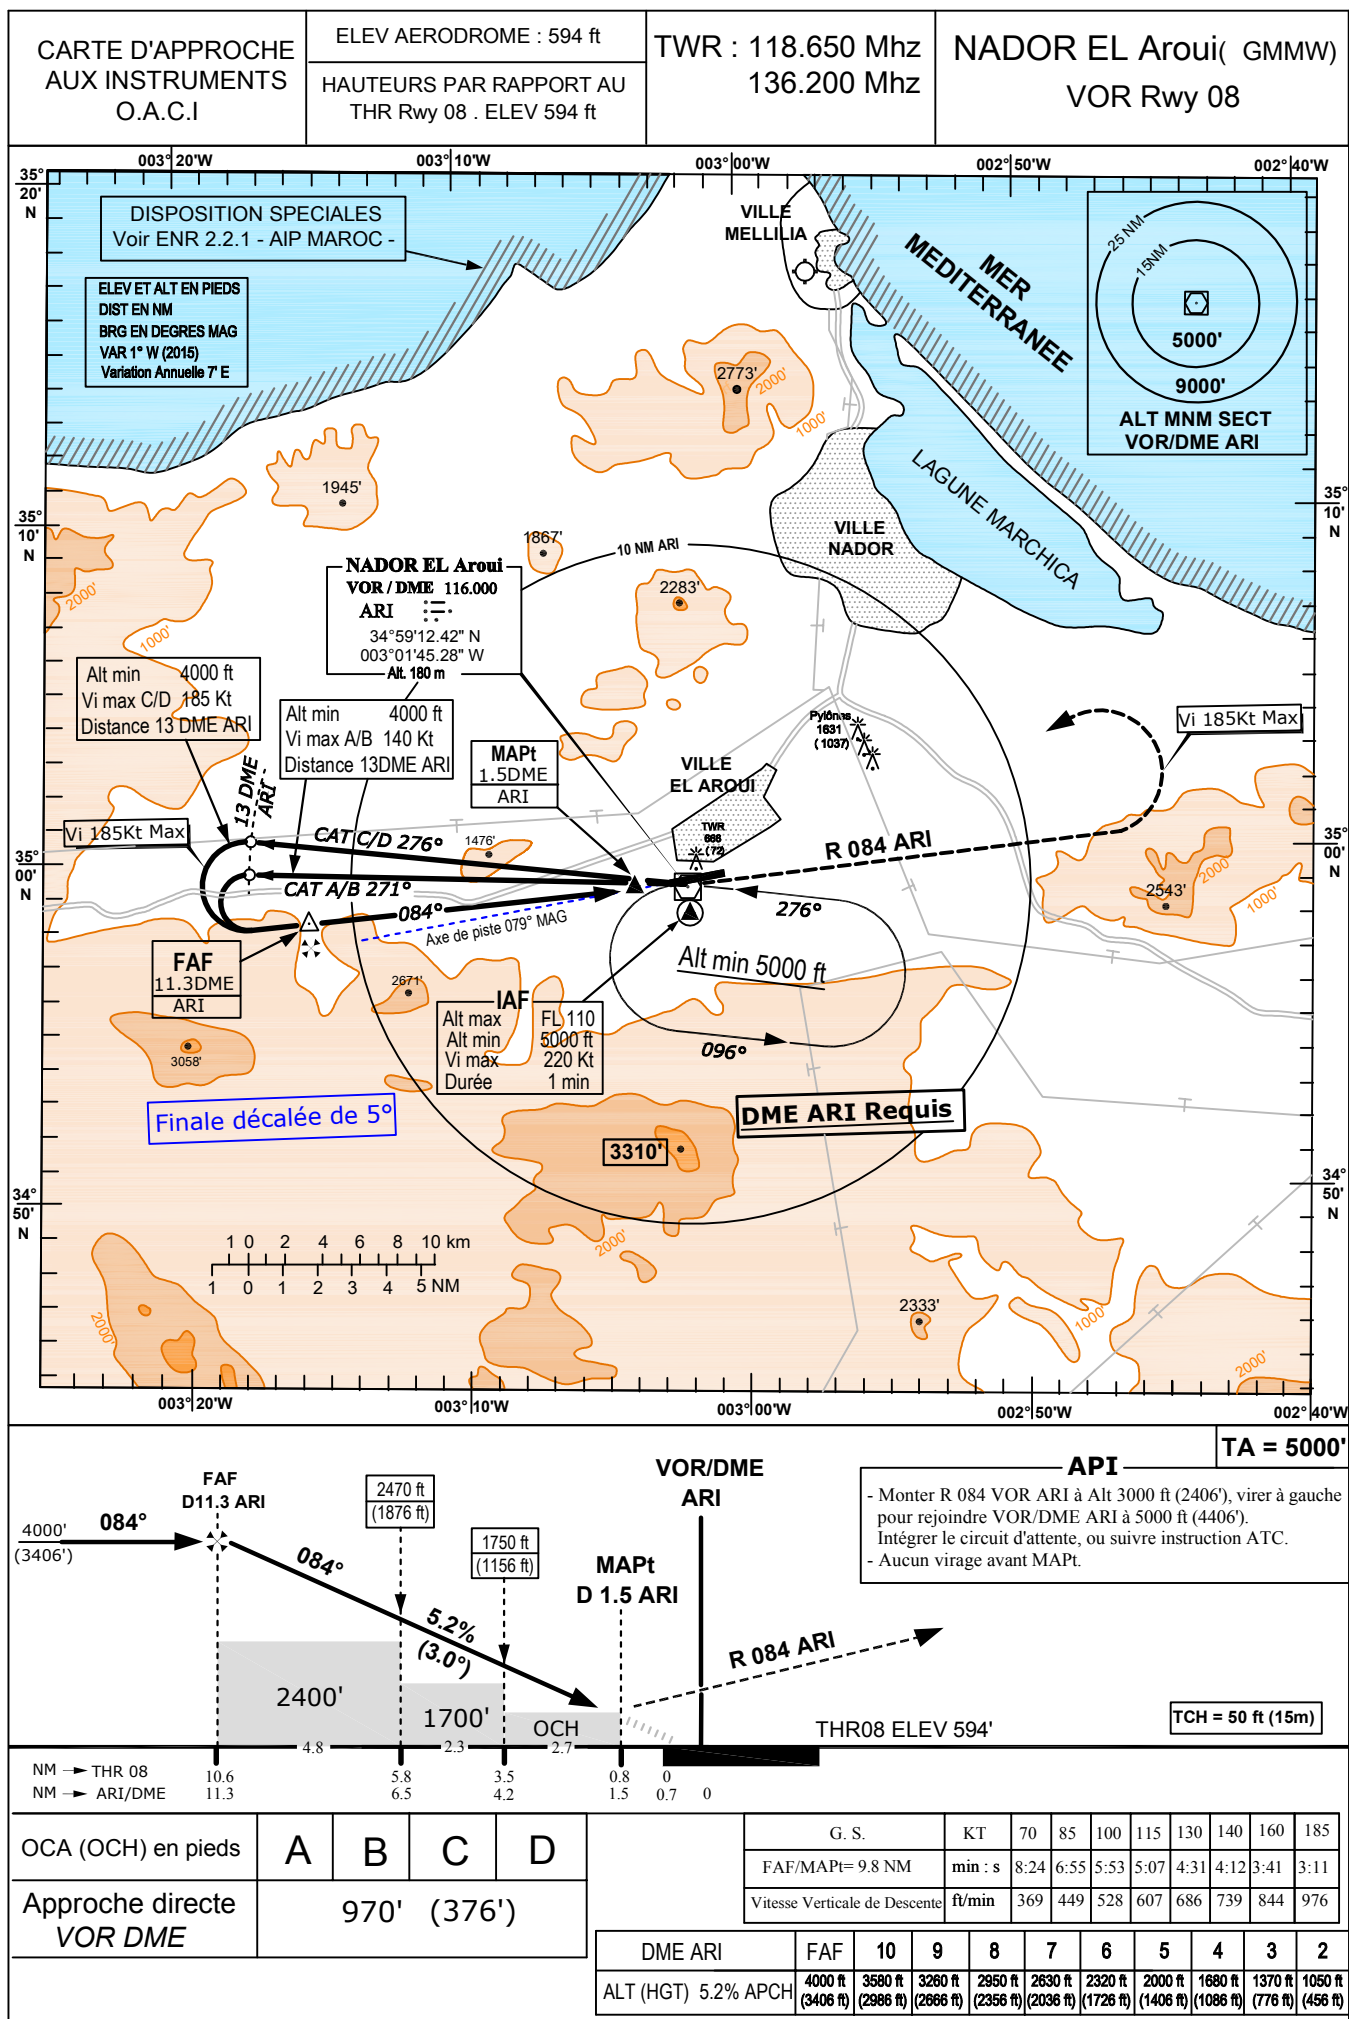 CARTE D'APPROCHE
AUX INSTRUMENTS
O.A.C.I
ELEV AERODROME : 594 ft
HAUTEURS PAR RAPPORT AU
THR Rwy 08 . ELEV 594 ft
TWR : 118.650 Mhz
136.200 Mhz
NADOR EL Aroui( GMMW)
VOR Rwy 08
003°20'W
003°10'W
003°00'W
002°50'W
002°40'W
35°
20'
N
DISPOSITION SPECIALES
Voir ENR 2.2.1 - AIP MAROC -
ELEV ET ALT EN PIEDS
DIST EN NM
BRG EN DEGRES MAG
VAR 1° W (2015)
Variation Annuelle 7' E
VILLE
MELLILIA
MER
MEDITERRANEE
25 NM
15NM
5000'
9000'
ALT MNM SECT
VOR/DME ARI
2773'
2000'
1000'
1945'
1867'
10 NM ARI
2283'
VILLE
NADOR
LAGUNE MARCHICA
35°
10'
N
35°
10'
N
2000'
1000'
NADOR EL Aroui
VOR / DME 116.000
ARI
34°59'12.42" N
003°01'45.28" W
Alt. 180 m
Alt min 4000 ft
Vi max C/D 185 Kt
Distance 13 DME ARI
Alt min 4000 ft
Vi max A/B 140 Kt
Distance 13DME ARI
MAPt
1.5DME
ARI
VILLE
EL AROUI
Pylônes
1631
( 1037)
Vi 185Kt Max
13 DME
ARI
Vi 185Kt Max
CAT C/D 276°
1476'
TWR
668
( 72)
R 084 ARI
35°
00'
N
35°
00'
N
CAT A/B 271°
084°
Axe de piste 079° MAG
276°
2543'
2000'
1000'
FAF
11.3DME
ARI
2671'
Alt min 5000 ft
IAF
Alt max FL 110
Alt min 5000 ft
Vi max 220 Kt
Durée 1 min
096°
3058'
Finale décalée de 5°
DME ARI Requis
3310'
2000'
34°
50'
N
34°
50'
N
1 0 2 4 6 8 10 km
1 0 1 2 3 4 5 NM
2000'
2333'
1000'
2000'
003°20'W
003°10'W
003°00'W
002°50'W
002°40'W
TA = 5000'
API
- Monter R 084 VOR ARI à Alt 3000 ft (2406'), virer à gauche
pour rejoindre VOR/DME ARI à 5000 ft (4406').
Intégrer le circuit d'attente, ou suivre instruction ATC.
- Aucun virage avant MAPt.
FAF
D11.3 ARI
2470 ft
(1876 ft)
1750 ft
(1156 ft)
VOR/DME
ARI
MAPt
D 1.5 ARI
4000'
(3406')
084°
084°
5.2%
(3.0°)
R 084 ARI
2400'
1700'
OCH
THR08 ELEV 594'
TCH = 50 ft (15m)
4.8 2.3 2.7
NM → THR 08 10.6 5.8 3.5 0.8 0
NM → ARI/DME 11.3 6.5 4.2 1.5 0.7 0
OCA (OCH) en pieds A B C D
Approche directe
VOR DME
970' (376')
G. S. KT 70 85 100 115 130 140 160 185
FAF/MAPt= 9.8 NM min : s 8:24 6:55 5:53 5:07 4:31 4:12 3:41 3:11
Vitesse Verticale de Descente ft/min 369 449 528 607 686 739 844 976
DME ARI FAF 10 9 8 7 6 5 4 3 2
ALT (HGT) 5.2% APCH 4000 ft 3580 ft 3260 ft 2950 ft 2630 ft 2320 ft 2000 ft 1680 ft 1370 ft 1050 ft
(3406 ft) (2986 ft) (2666 ft) (2356 ft) (2036 ft) (1726 ft) (1406 ft) (1086 ft) (776 ft) (456 ft)